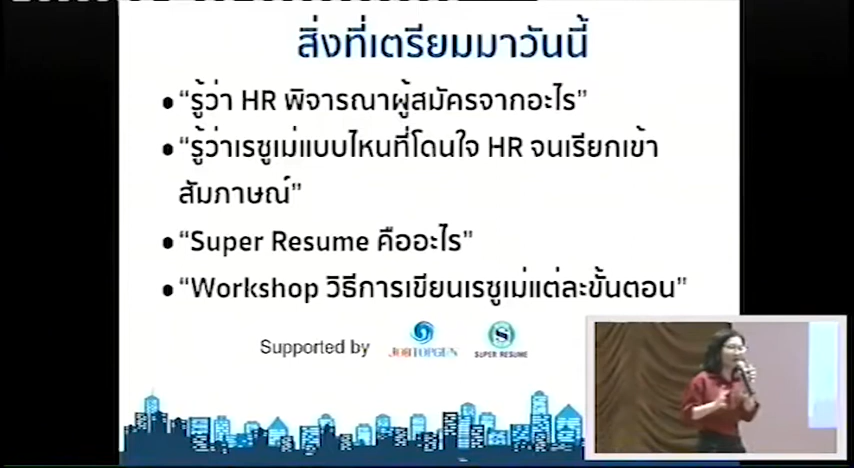 สิ่งที่เตรียมมาวันนี้
• “รู้ว่า HR พิจารณาผู้สมัครจากอะไร”
• “รู้ว่าเรซูเม่แบบไหนที่โดนใจ HR จนเรียกเข้า
สัมภาษณ์”
• “Super Resume คืออะไร”
• “Workshop วิธีการเขียนเรซูเม่แต่ละขั้นตอน”
Supported by
JOBTOPGUN
S
SUPER RESUME